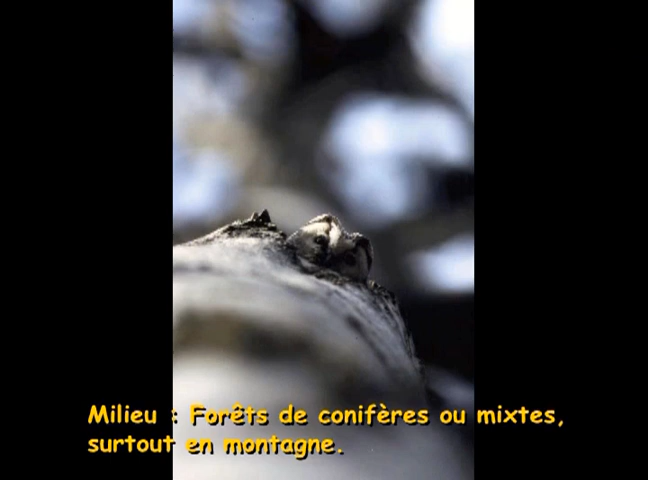 Milieu : Forêts de conifères ou mixtes,
surtout en montagne.